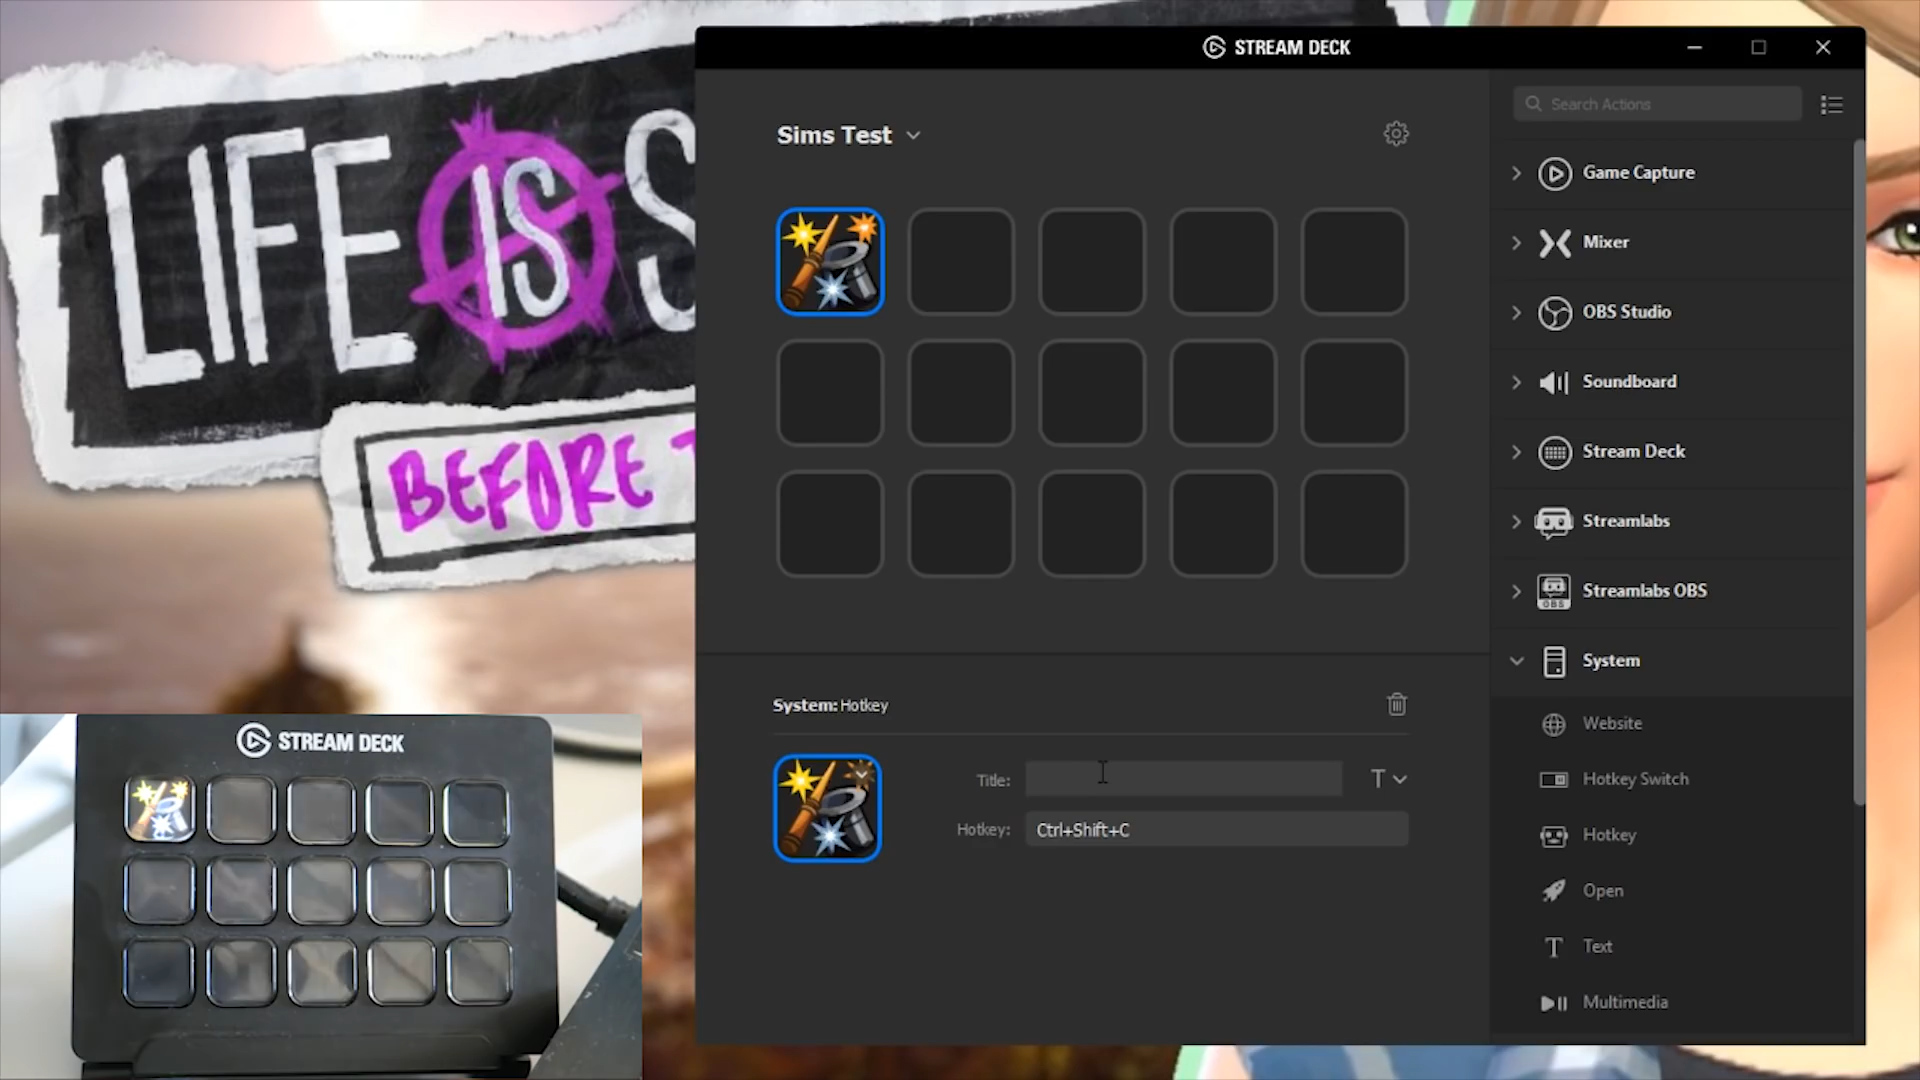 LIFE IS S
BEFORE T
STREAM DECK
Sims Test
System: Hotkey
Title:
Hotkey: Ctrl+Shift+C
Search Actions
Game Capture
Mixer
OBS Studio
Soundboard
Stream Deck
Streamlabs
OBS
Streamlabs OBS
System
Website
Hotkey Switch
Hotkey
Open
T Text
Multimedia
T
STREAM DECK